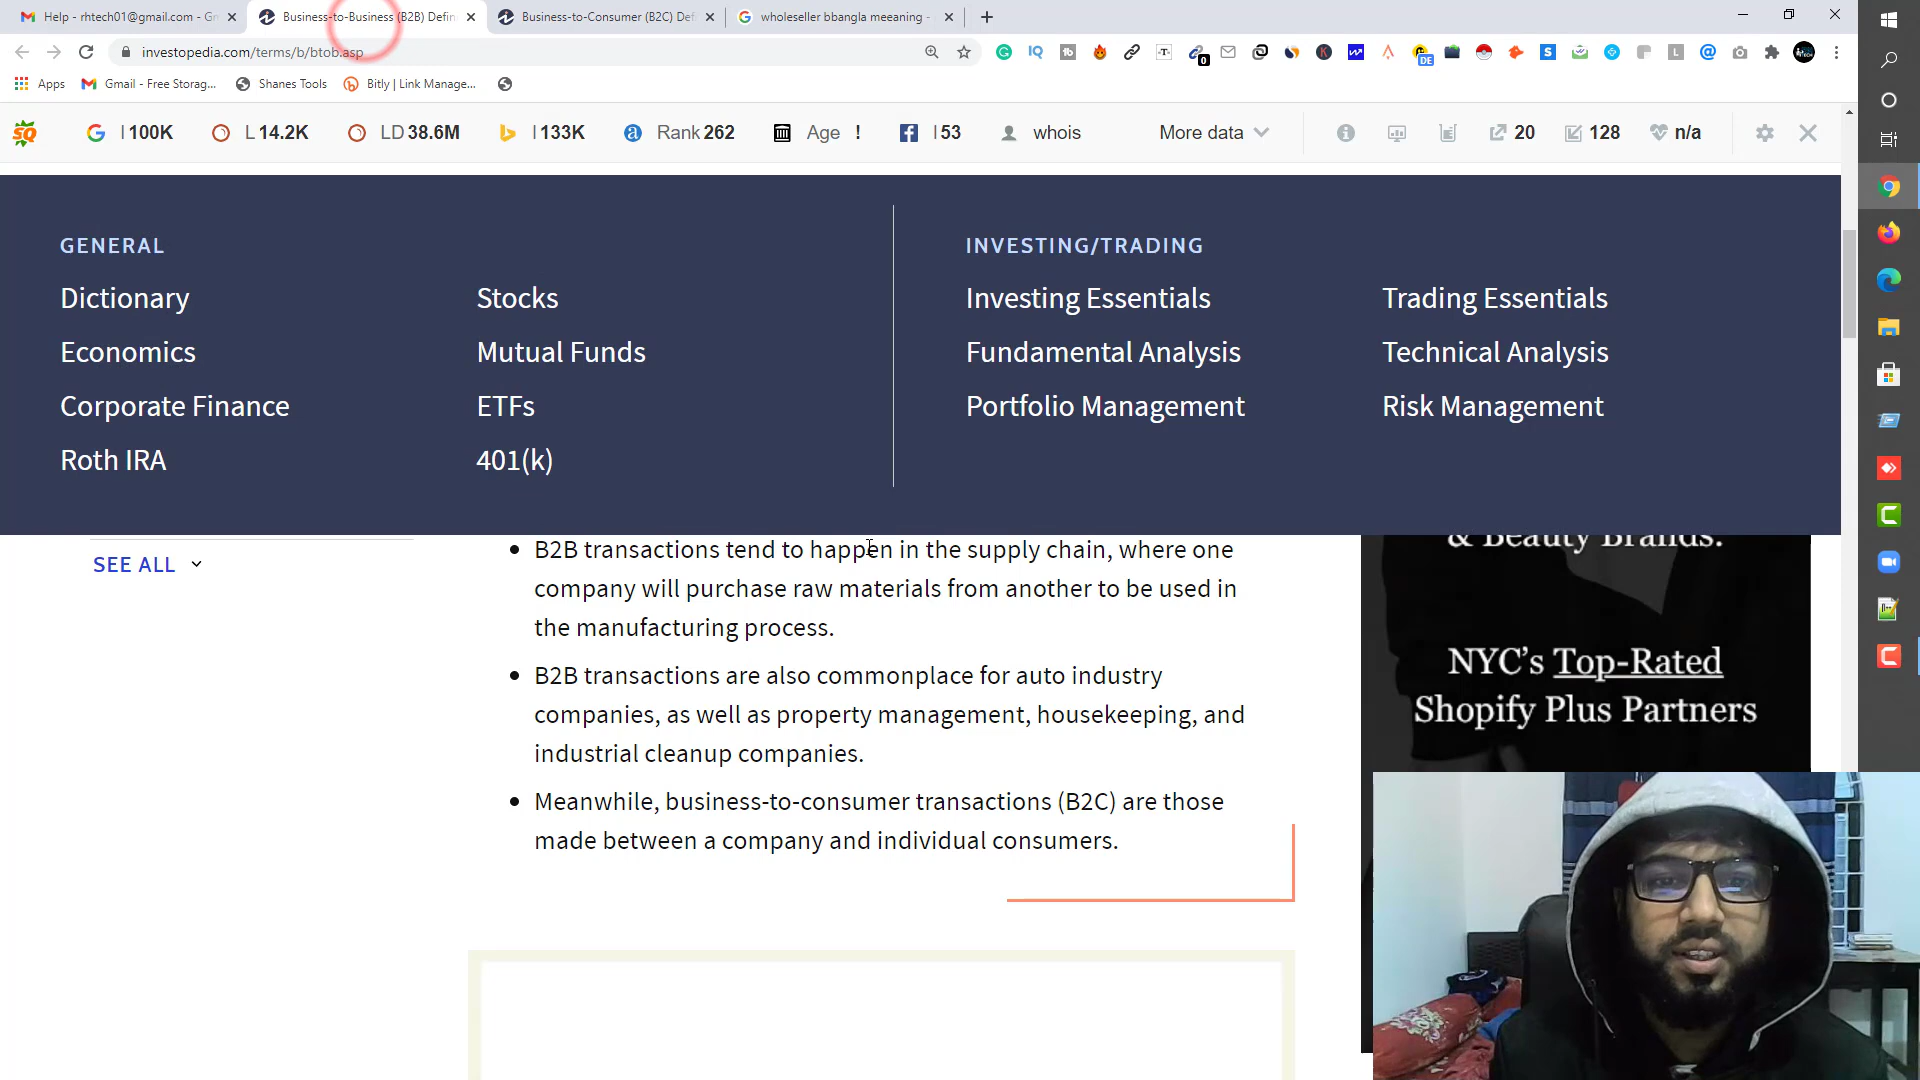 Help - rhtech01@gmail.com - Gm
Business-to-Business (B2B) Defin
Business-to-Consumer (B2C) Def
wholeseller bbangla meeaning -
investopedia.com/terms/b/btob.asp
0
DE
Apps
Gmail - Free Storag...
Shanes Tools
Bitly | Link Manage...
SQ
I 100K
L 14.2K
LD 38.6M
I 133K
Rank 262
Age !
I 53
whois
More data
20
128
n/a
GENERAL
Dictionary
Stocks
Economics
Mutual Funds
Corporate Finance
ETFs
Roth IRA
401(k)
INVESTING/TRADING
Investing Essentials
Trading Essentials
Fundamental Analysis
Technical Analysis
Portfolio Management
Risk Management
SEE ALL
B2B transactions tend to happen in the supply chain, where one
company will purchase raw materials from another to be used in
the manufacturing process.
B2B transactions are also commonplace for auto industry
companies, as well as property management, housekeeping, and
industrial cleanup companies.
Meanwhile, business-to-consumer transactions (B2C) are those
made between a company and individual consumers.
& Beauty Brands.
NYC's Top-Rated
Shopify Plus Partners